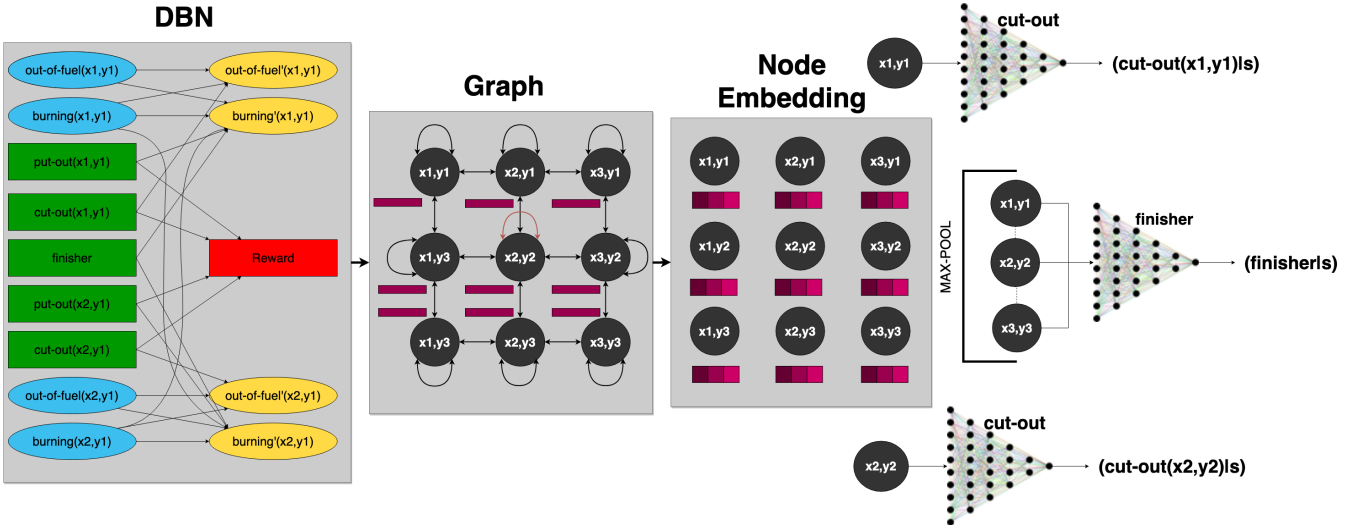 DBN
out-of-fuel(x1,y1)
out-of-fuel'(x1,y1)
burning(x1,y1)
burning'(x1,y1)
put-out(x1,y1)
cut-out(x1,y1)
finisher
Reward
put-out(x2,y1)
cut-out(x2,y1)
out-of-fuel(x2,y1)
out-of-fuel'(x2,y1)
burning(x2,y1)
burning'(x2,y1)
Graph
x1,y1
x2,y1
x3,y1
x1,y3
x2,y2
x3,y2
x1,y3
x2,y3
x3,y3
Node
Embedding
x1,y1
x2,y1
x3,y1
x1,y2
x2,y2
x3,y2
x1,y3
x2,y3
x3,y3
x1,y1
cut-out
(cut-out(x1,y1)|s)
MAX-POOL
x1,y1
x2,y2
x3,y3
finisher
(finisher|s)
x2,y2
cut-out
(cut-out(x2,y2)|s)